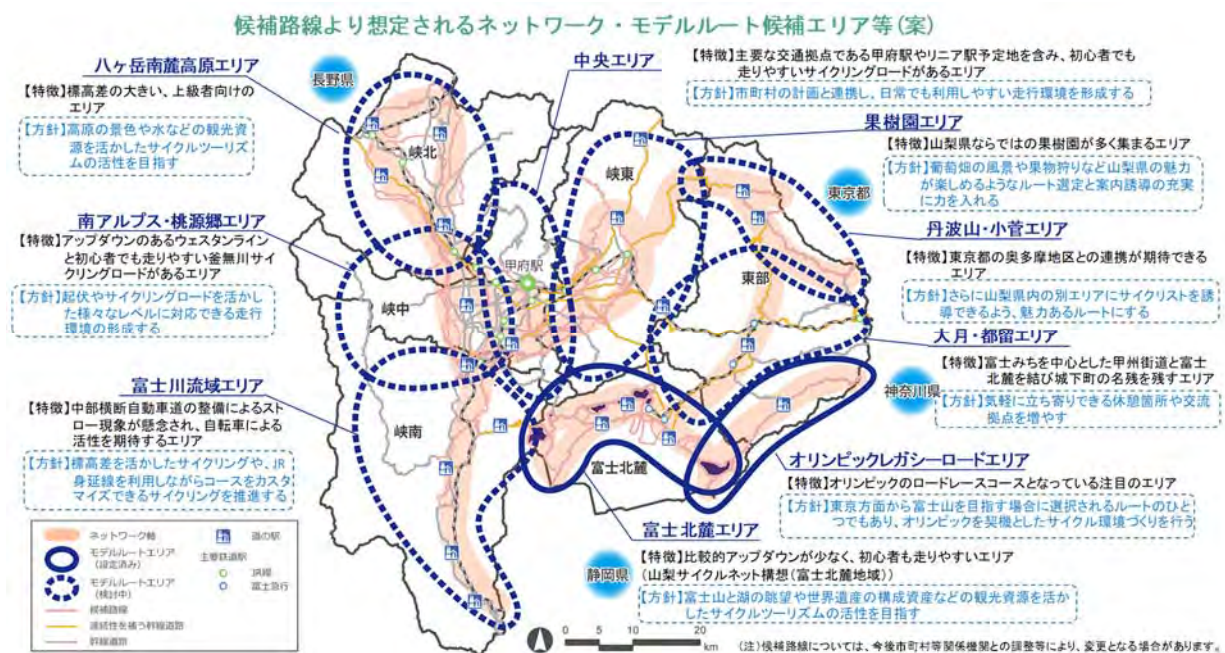 候補路線より想定されるネットワーク・モデルルート候補エリア等(案)
八ヶ岳南麓高原エリア
【特徴】標高差の大きい、上級者向けの
エリア
【方針】高原の景色や水などの観光資
源を活かしたサイクルツーリズ
ムの活性を目指す
長野県
中央エリア
【特徴】主要な交通拠点である甲府駅やリニア駅予定地を含み、初心者でも
走りやすいサイクリングロードがあるエリア
【方針】市町村の計画と連携し、日常でも利用しやすい走行環境を形成する
果樹園エリア
【特徴】山梨県ならではの果樹園が多く集まるエリア
【方針】葡萄畑の風景や果物狩りなど山梨県の魅力
が楽しめるようなルート選定と案内誘導の充実
に力を入れる
東京都
南アルプス・桃源郷エリア
【特徴】アップダウンのあるウェスタンライン
と初心者でも走りやすい釜無川サイ
クリングロードがあるエリア
【方針】起伏やサイクリングロードを活かし
た様々なレベルに対応できる走行
環境の形成する
丹波山・小菅エリア
【特徴】東京都の奥多摩地区との連携が期待できる
エリア
【方針】さらに山梨県内の別エリアにサイクリストを誘
導できるよう、魅力あるルートにする
大月・都留エリア
【特徴】富士みちを中心とした甲州街道と富士
北麓を結び城下町の名残を残すエリア
【方針】気軽に立ち寄りできる休憩箇所や交流
拠点を増やす
神奈川県
富士川流域エリア
【特徴】中部横断自動車道の整備によるスト
ロー現象が懸念され、自転車による
活性を期待するエリア
【方針】標高差を活かしたサイクリングや、JR
身延線を利用しながらコースをカスタ
マイズできるサイクリングを推進する
オリンピックレガシーロードエリア
【特徴】オリンピックのロードレースコースとなっている注目のエリア
【方針】東京方面から富士山を目指す場合に選択されるルートのひと
つでもあり、オリンピックを契機としたサイクル環境づくりを行う
富士北麓エリア
【特徴】比較的アップダウンが少なく、初心者も走りやすいエリア
(山梨サイクルネット構想(富士北麓地域))
【方針】富士山と湖の眺望や世界遺産の構成資産などの観光資源を活か
したサイクルツーリズムの活性を目指す
静岡県
峡北
峡東
甲府駅
峡中
東部
峡南
富士北麓
ネットワーク軸
モデルルートエリア
(設定済み)
モデルルートエリア
(検討中)
候補路線
連続性を補う幹線道路
幹線道路
道の駅
主要鉄道駅
JR線
富士急行
0 5 10 20
km
(注)候補路線については、今後市町村等関係機関との調整等により、変更となる場合があります。